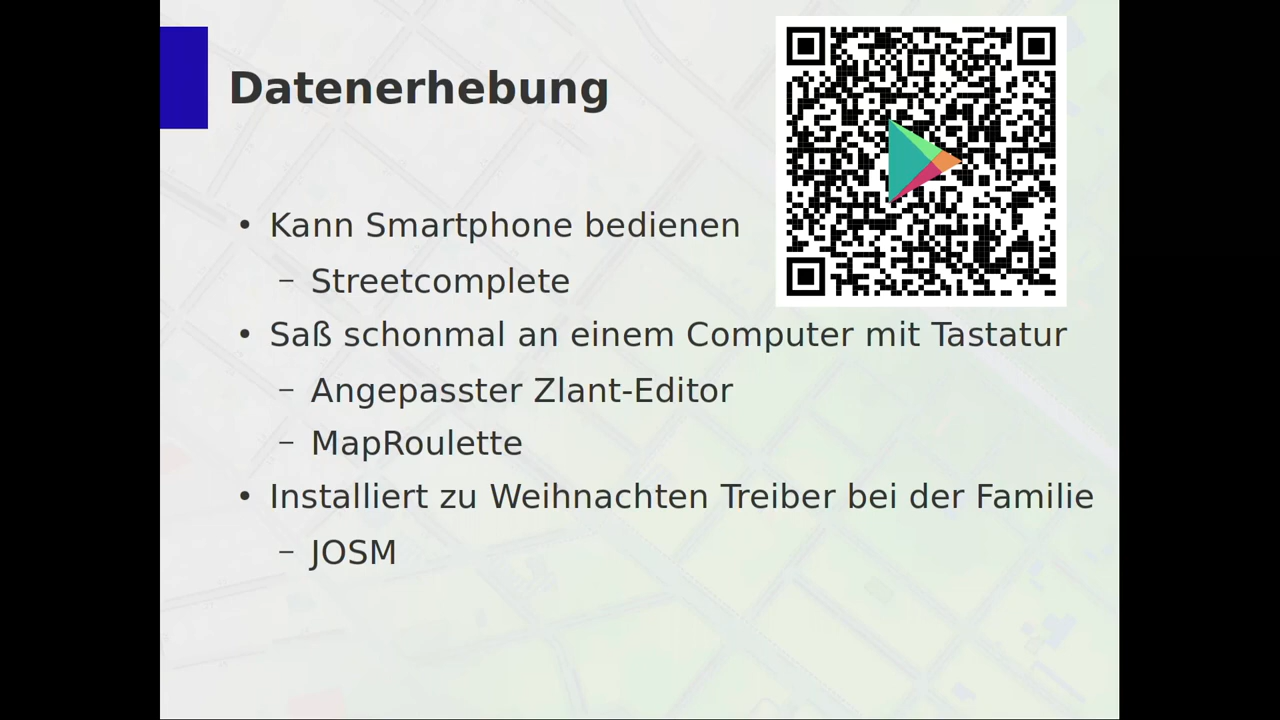 Datenerhebung
• Kann Smartphone bedienen
– Streetcomplete
• Saß schonmal an einem Computer mit Tastatur
– Angepasster Zlant-Editor
– MapRoulette
• Installiert zu Weihnachten Treiber bei der Familie
– JOSM